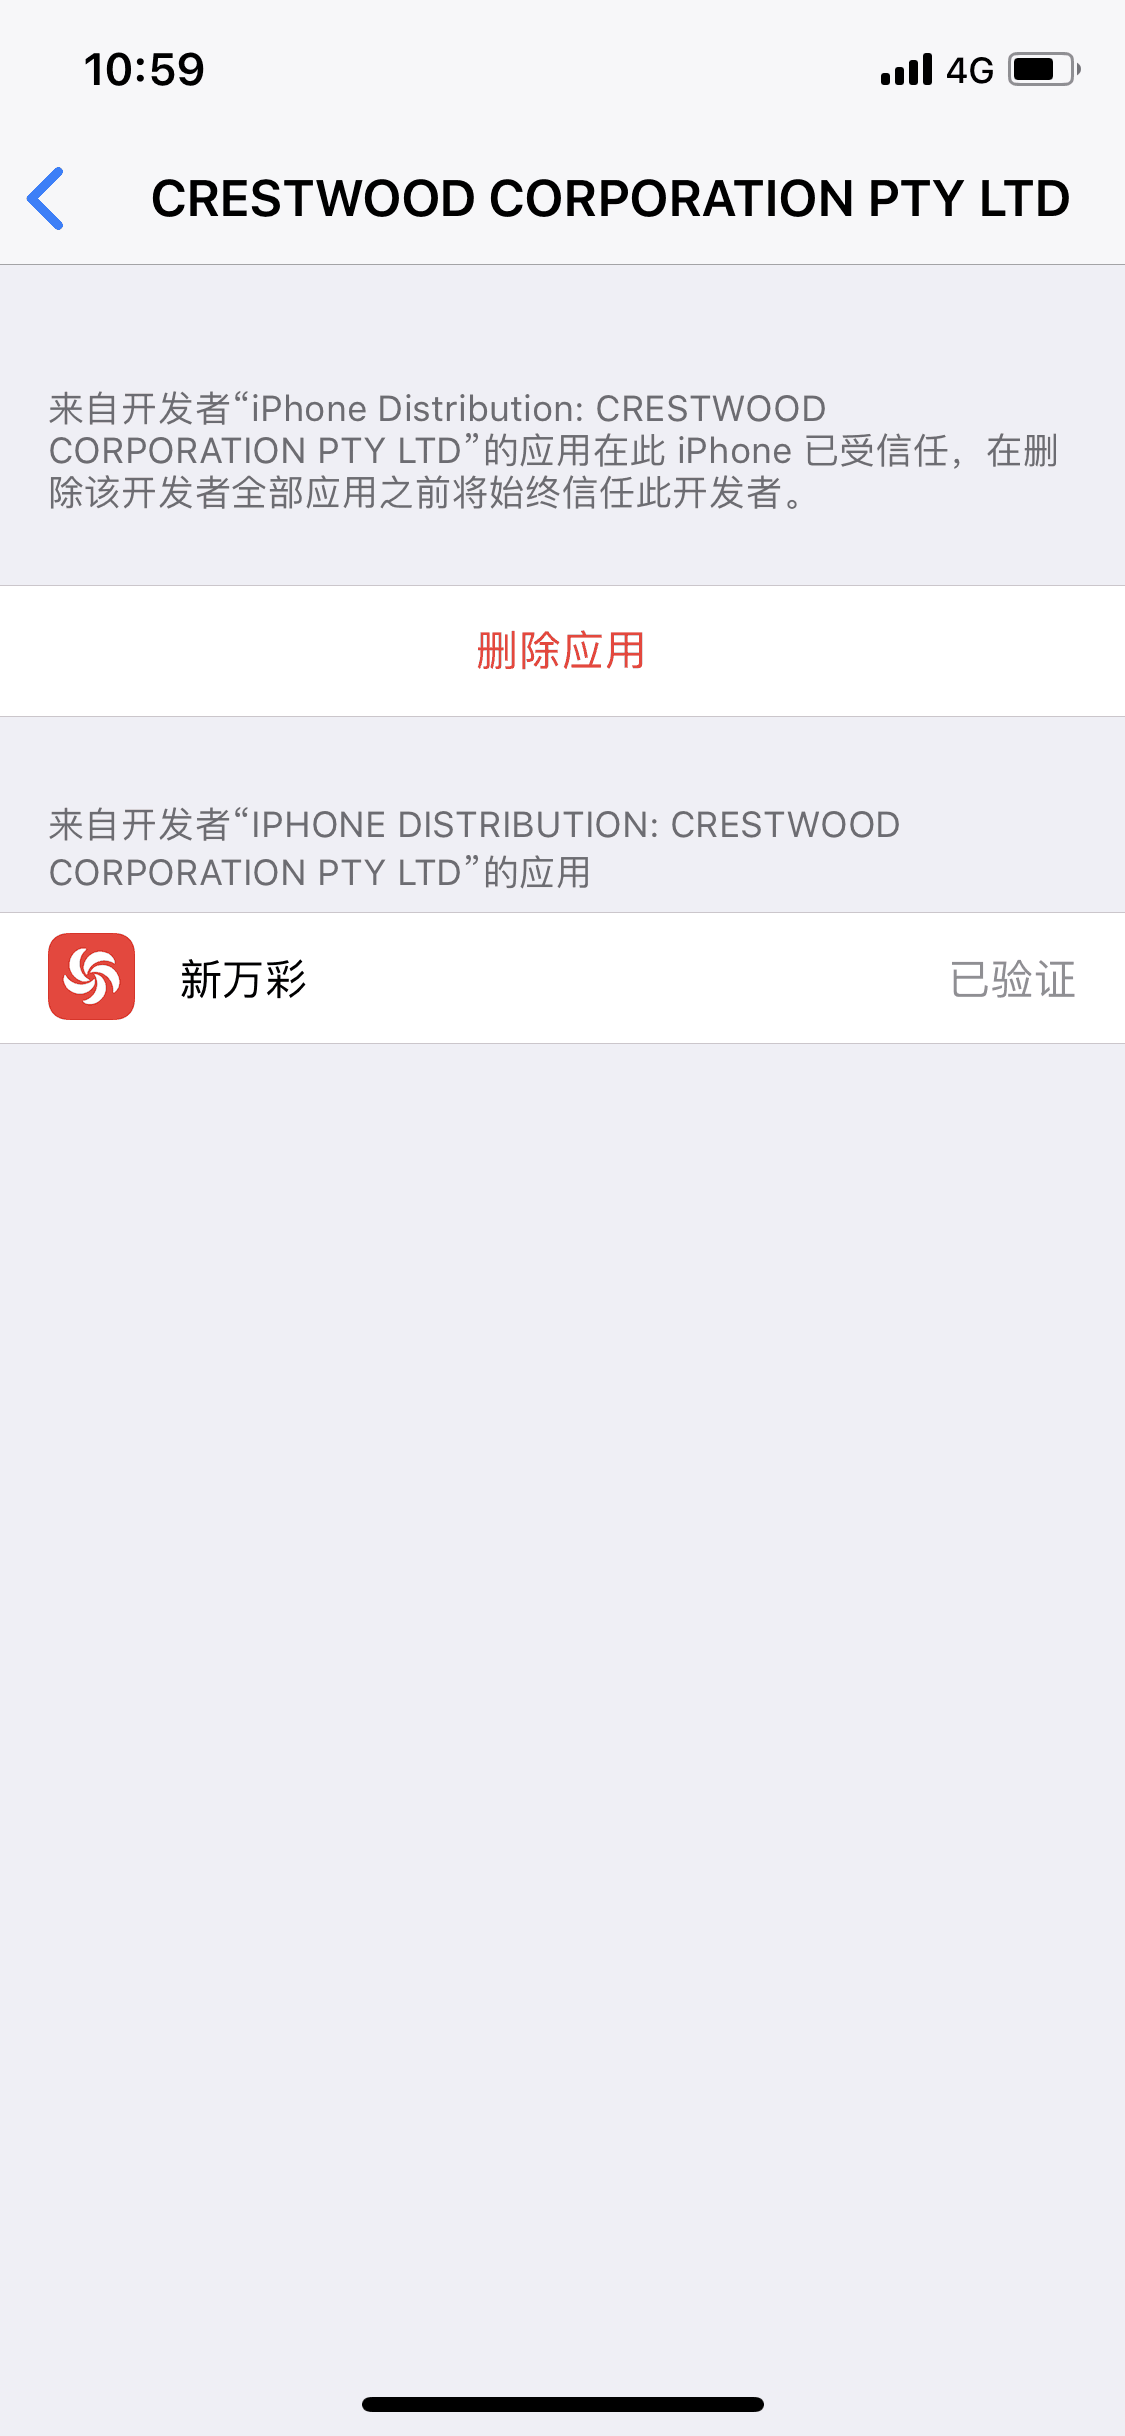 10:59
4G
CRESTWOOD CORPORATION PTY LTD
来自开发者“iPhone Distribution: CRESTWOOD
CORPORATION PTY LTD”的应用在此 iPhone 已受信任，在删
除该开发者全部应用之前将始终信任此开发者。
删除应用
来自开发者“IPHONE DISTRIBUTION: CRESTWOOD
CORPORATION PTY LTD”的应用
新万彩 已验证